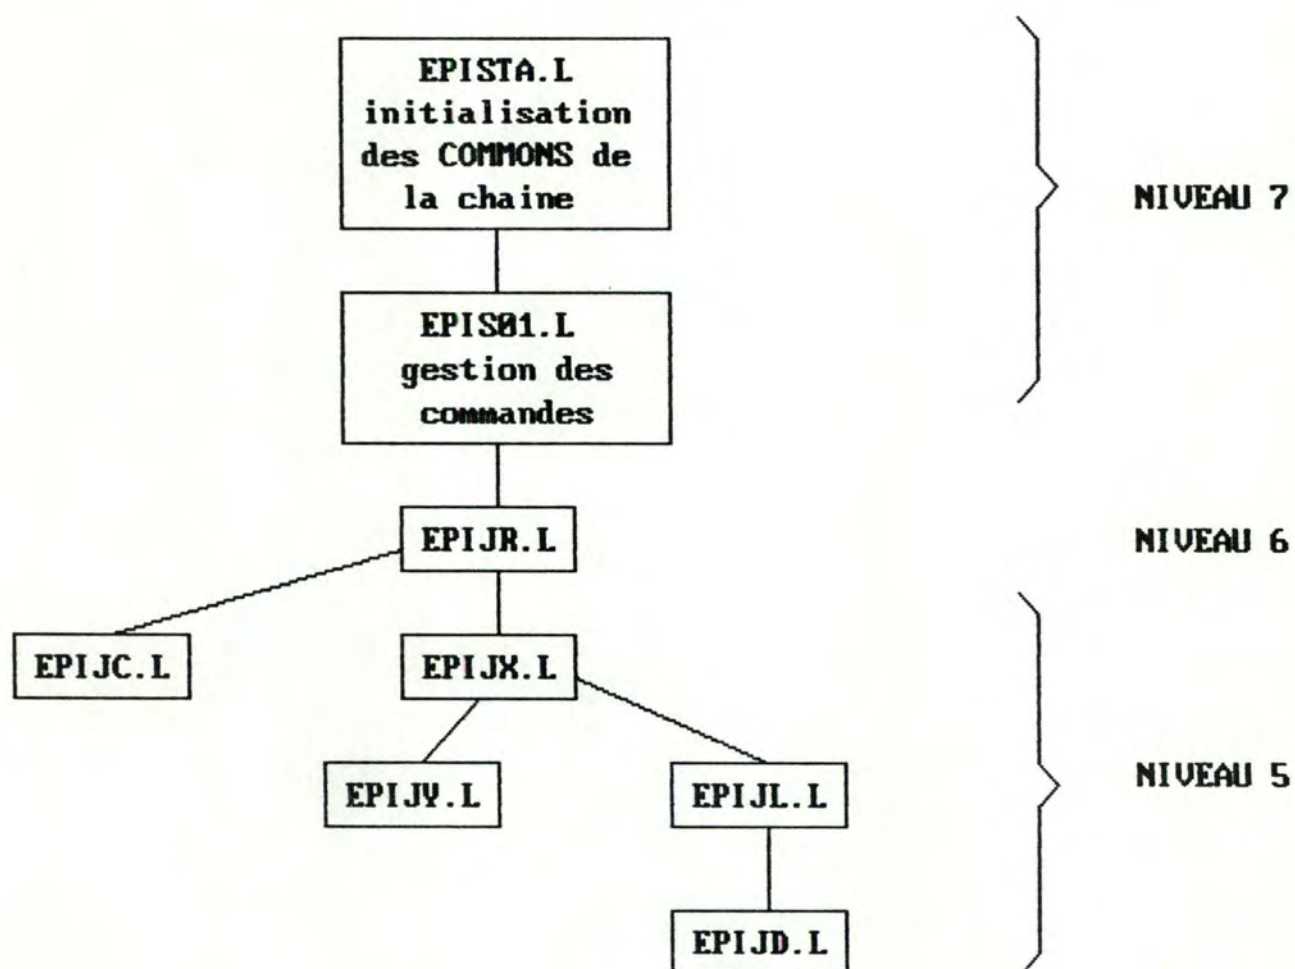 EPISTA.L
initialisation
des COMMONS de
la chaine
NIVEAU 7
EPIS01.L
gestion des
commandes
EPIJR.L
NIVEAU 6
EPIJC.L
EPIJX.L
EPIJY.L
EPIJL.L
NIVEAU 5
EPIJD.L